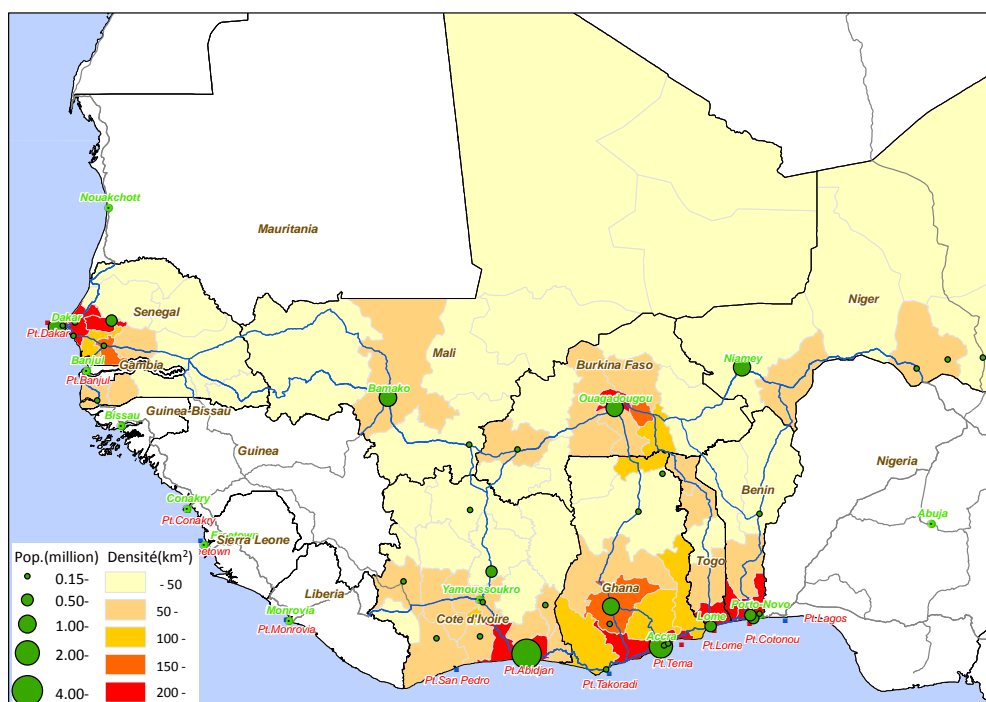 Nouakchott
Mauritania
Niger
Senegal
Dakar
Pt.Dakar
Mali
Burkina Faso
Niamey
Gambia
Banjul
Pt.Banjul
Bamako
Ouagadougou
Guinea-Bissau
Bissau
Guinea
Nigeria
Benin
Conakry
Pt.Conakry
Abuja
Sierra Leone
Pop.(million)
Densité(km²)
0.15-
- 50
0.50-
50 -
1.00-
100 -
2.00-
150 -
4.00-
200 -
Liberia
Monrovia
Pt.Monrovia
Yamoussoukro
Cote d'Ivoire
Ghana
Togo
Porto-Novo
Lome
Accra
Pt.Lagos
Pt.Cotonou
Pt.Lome
Pt.Tema
Pt.San Pedro
Pt.Abidjan
Pt.Takoradi